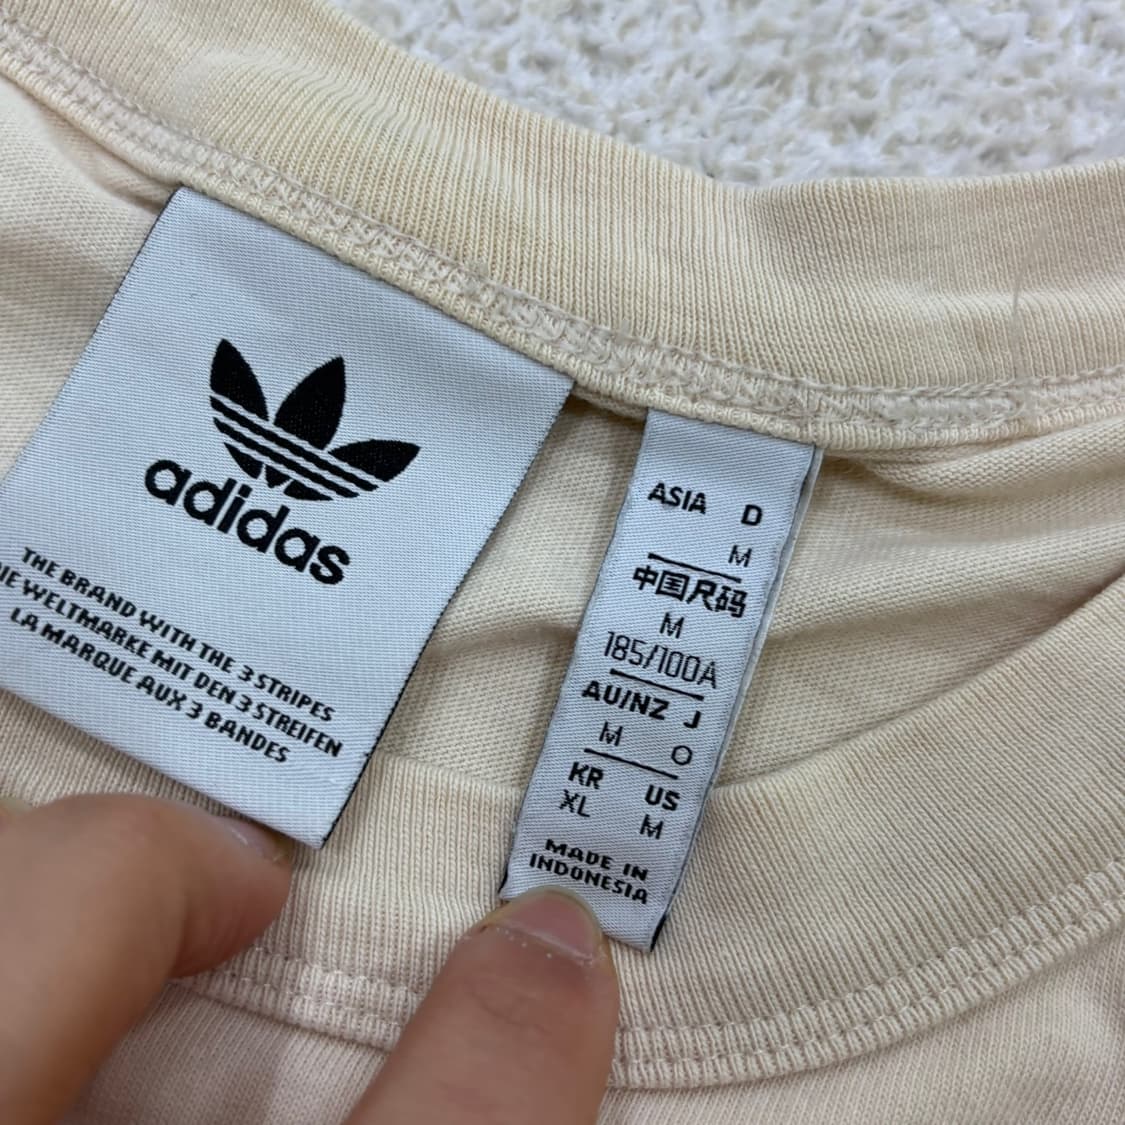 adidas
THE BRAND WITH THE 3 STRIPES
DIE WELTMARKE MIT DEN 3 STREIFEN
LA MARQUE AUX 3 BANDES
ASIA D
M
中国尺码
M
185/100A
AU/NZ J
M O
KR US
XL M
MADE IN
INDONESIA